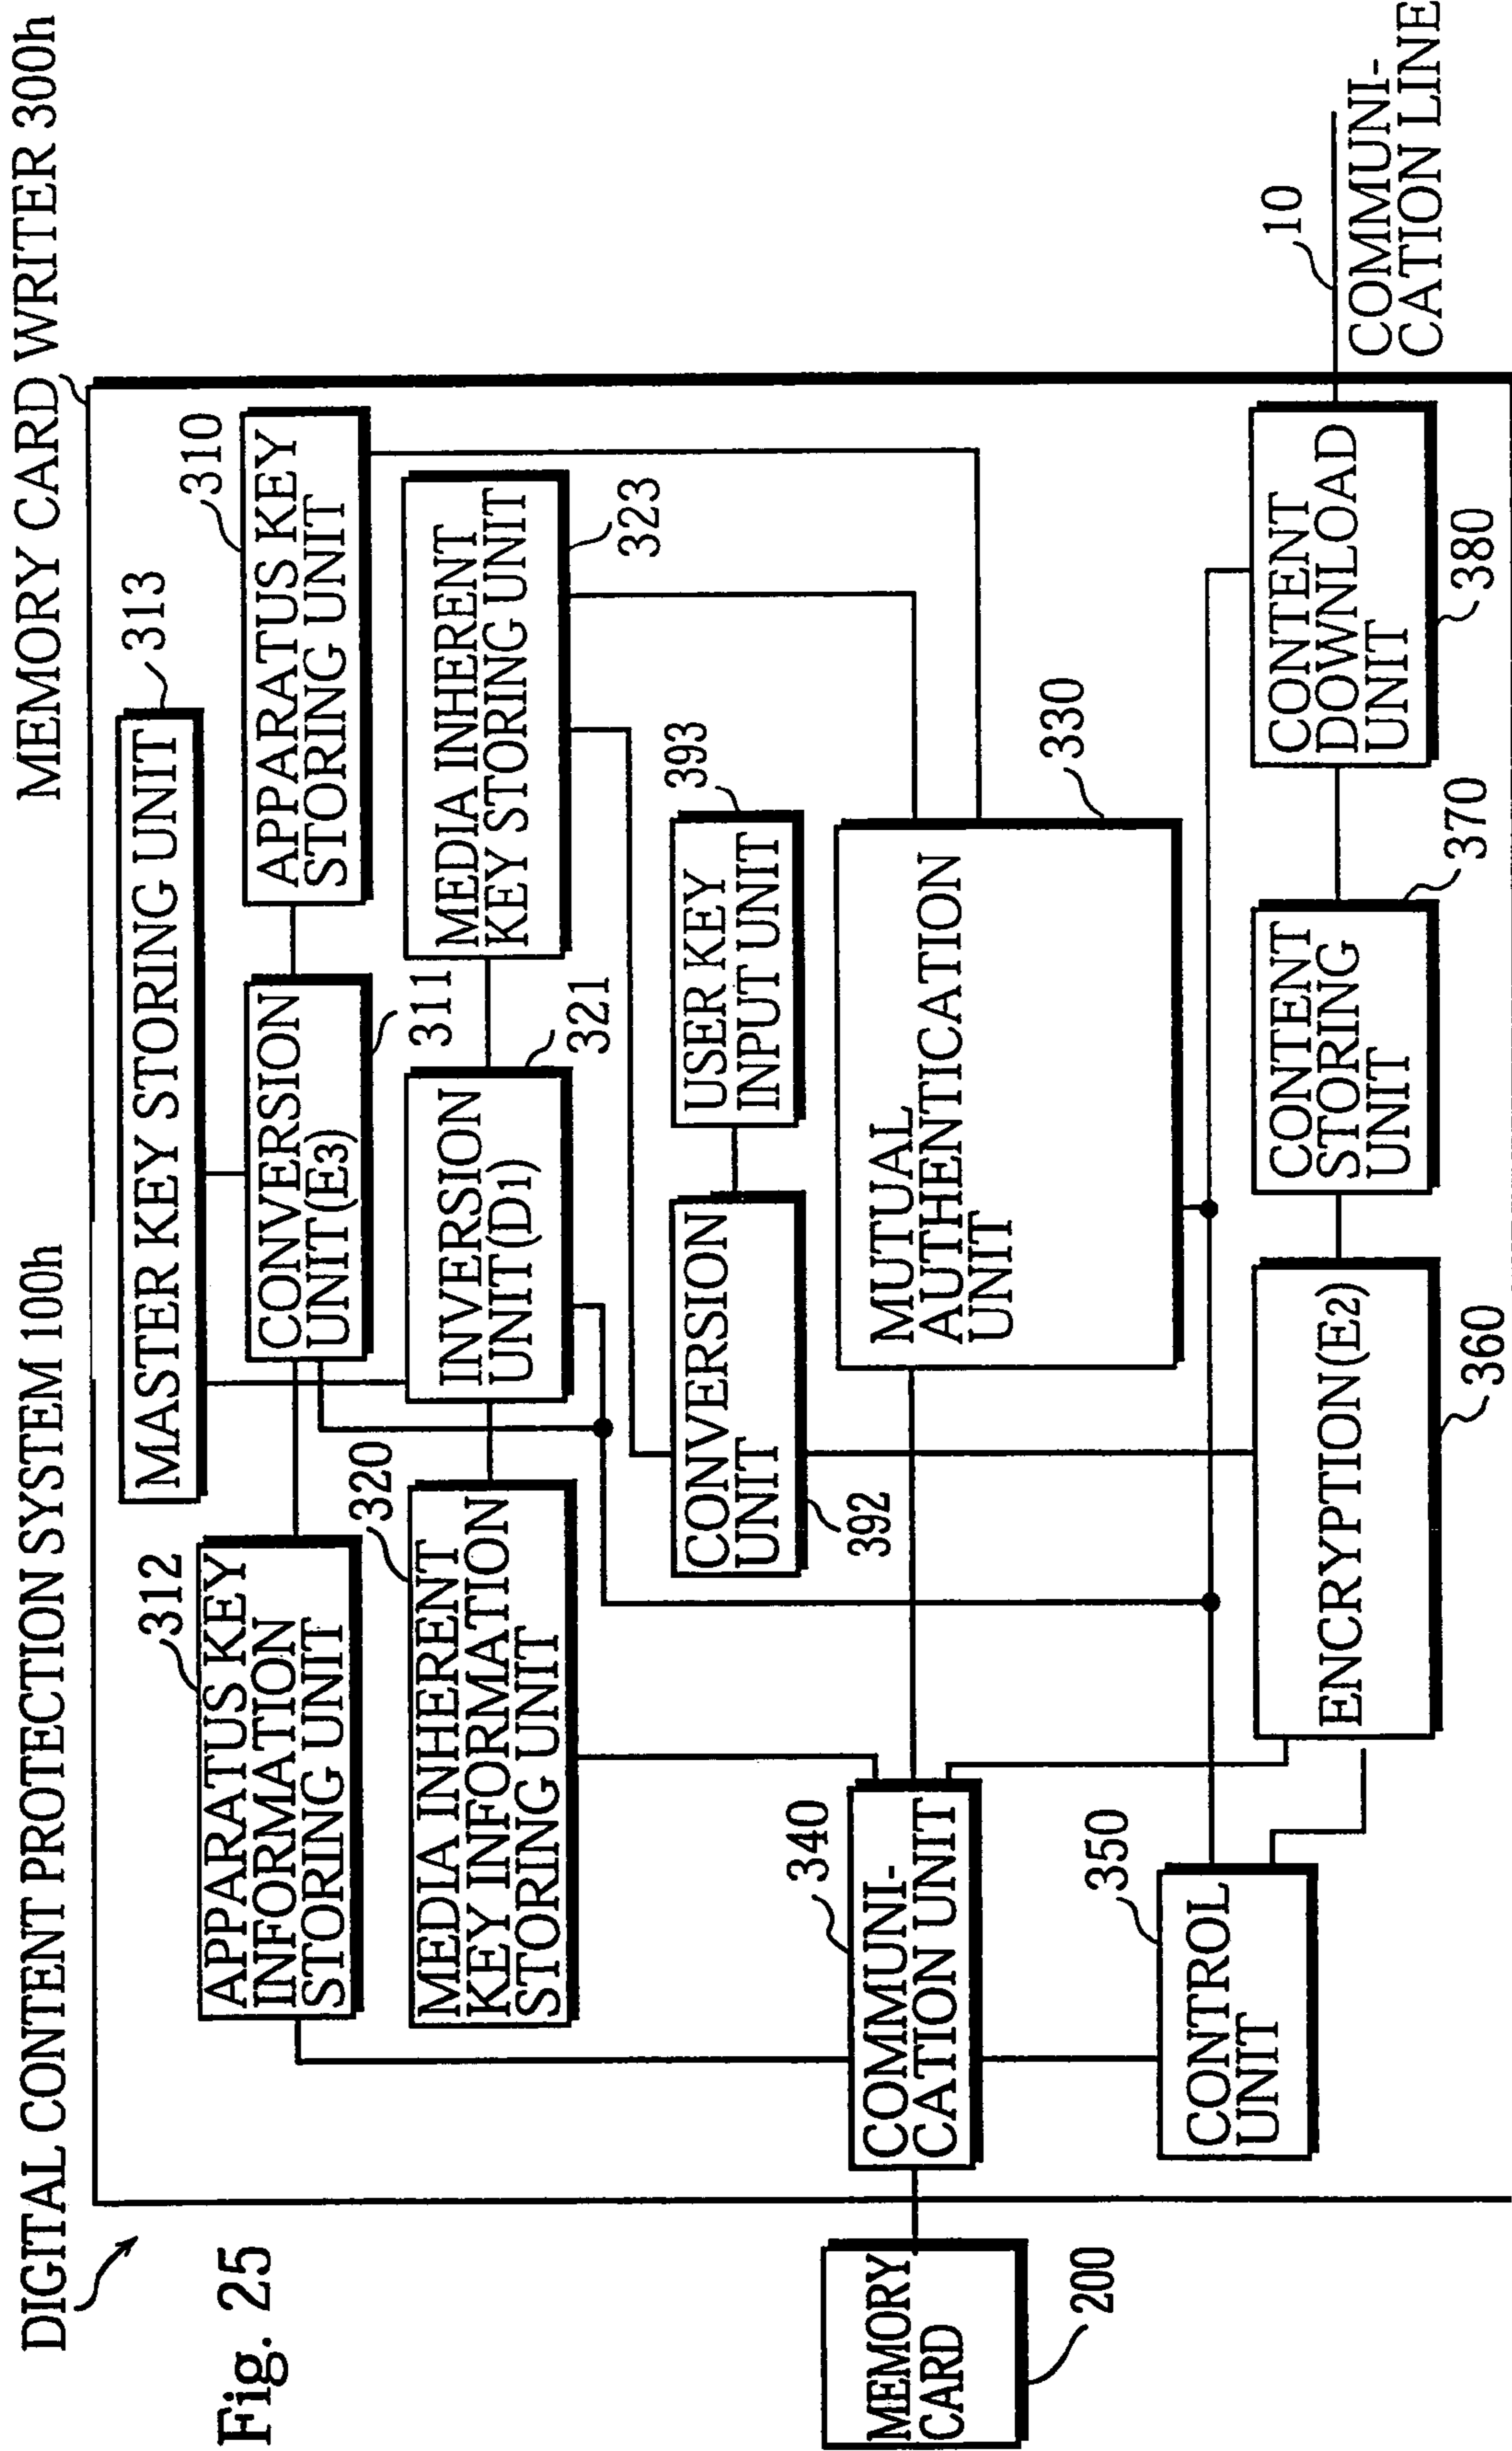 DIGITAL CONTENT PROTECTION SYSTEM 100h
MEMORY CARD WRITER 300h
Fig. 25
313
MASTER KEY STORING UNIT
312
APPARATUS KEY
INFORMATION
STORING UNIT
CONVERSION
UNIT(E3)
311
310
APPARATUS KEY
STORING UNIT
320
MEDIA INHERENT
KEY INFORMATION
STORING UNIT
INVERSION
UNIT(D1)
321
MEDIA INHERENT
KEY STORING UNIT
323
CONVERSION
UNIT
392
USER KEY
INPUT UNIT
393
MEMORY
CARD
200
340
COMMUNI-
CATION UNIT
MUTUAL
AUTHENTICATION
UNIT
330
350
CONTROL
UNIT
ENCRYPTION(E2)
360
CONTENT
STORING
UNIT
370
CONTENT
DOWNLOAD
UNIT
380
10
COMMUNI-
CATION LINE